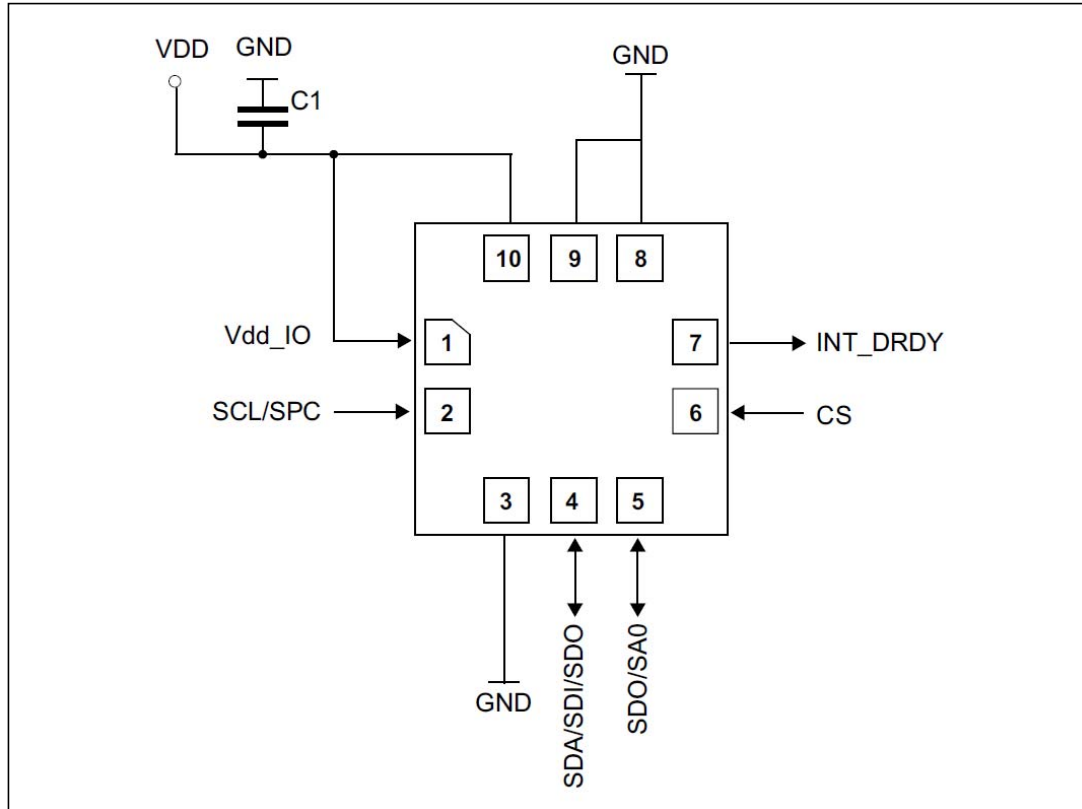 VDD
GND
C1
GND
10
9
8
Vdd_IO
1
7
INT_DRDY
SCL/SPC
2
6
CS
3
4
5
GND
SDA/SDI/SDO
SDO/SA0